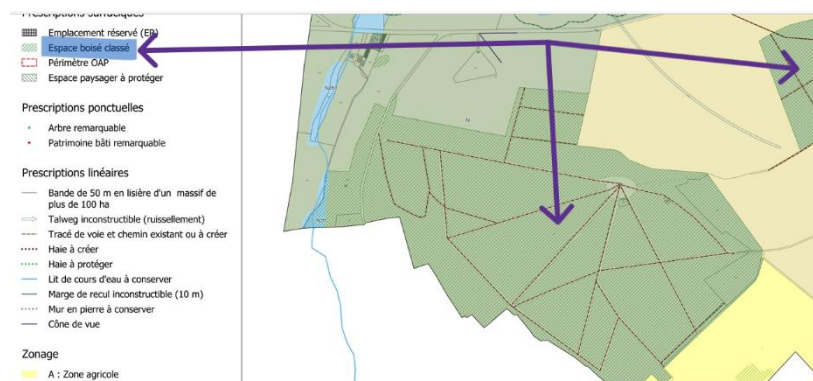 Prescriptions surfaciques
Emplacement réservé (ER)
Espace boisé classé
Périmètre OAP
Espace paysager à protéger
Prescriptions ponctuelles
Arbre remarquable
Patrimoine bâti remarquable
Prescriptions linéaires
Bande de 50 m en lisière d'un massif de
plus de 100 ha
Talweg inconstructible (ruissellement)
Tracé de voie et chemin existant ou à créer
Haie à créer
Haie à protéger
Lit de cours d'eau à conserver
Marge de recul inconstructible (10 m)
Mur en pierre à conserver
Cône de vue
Zonage
A : Zone agricole